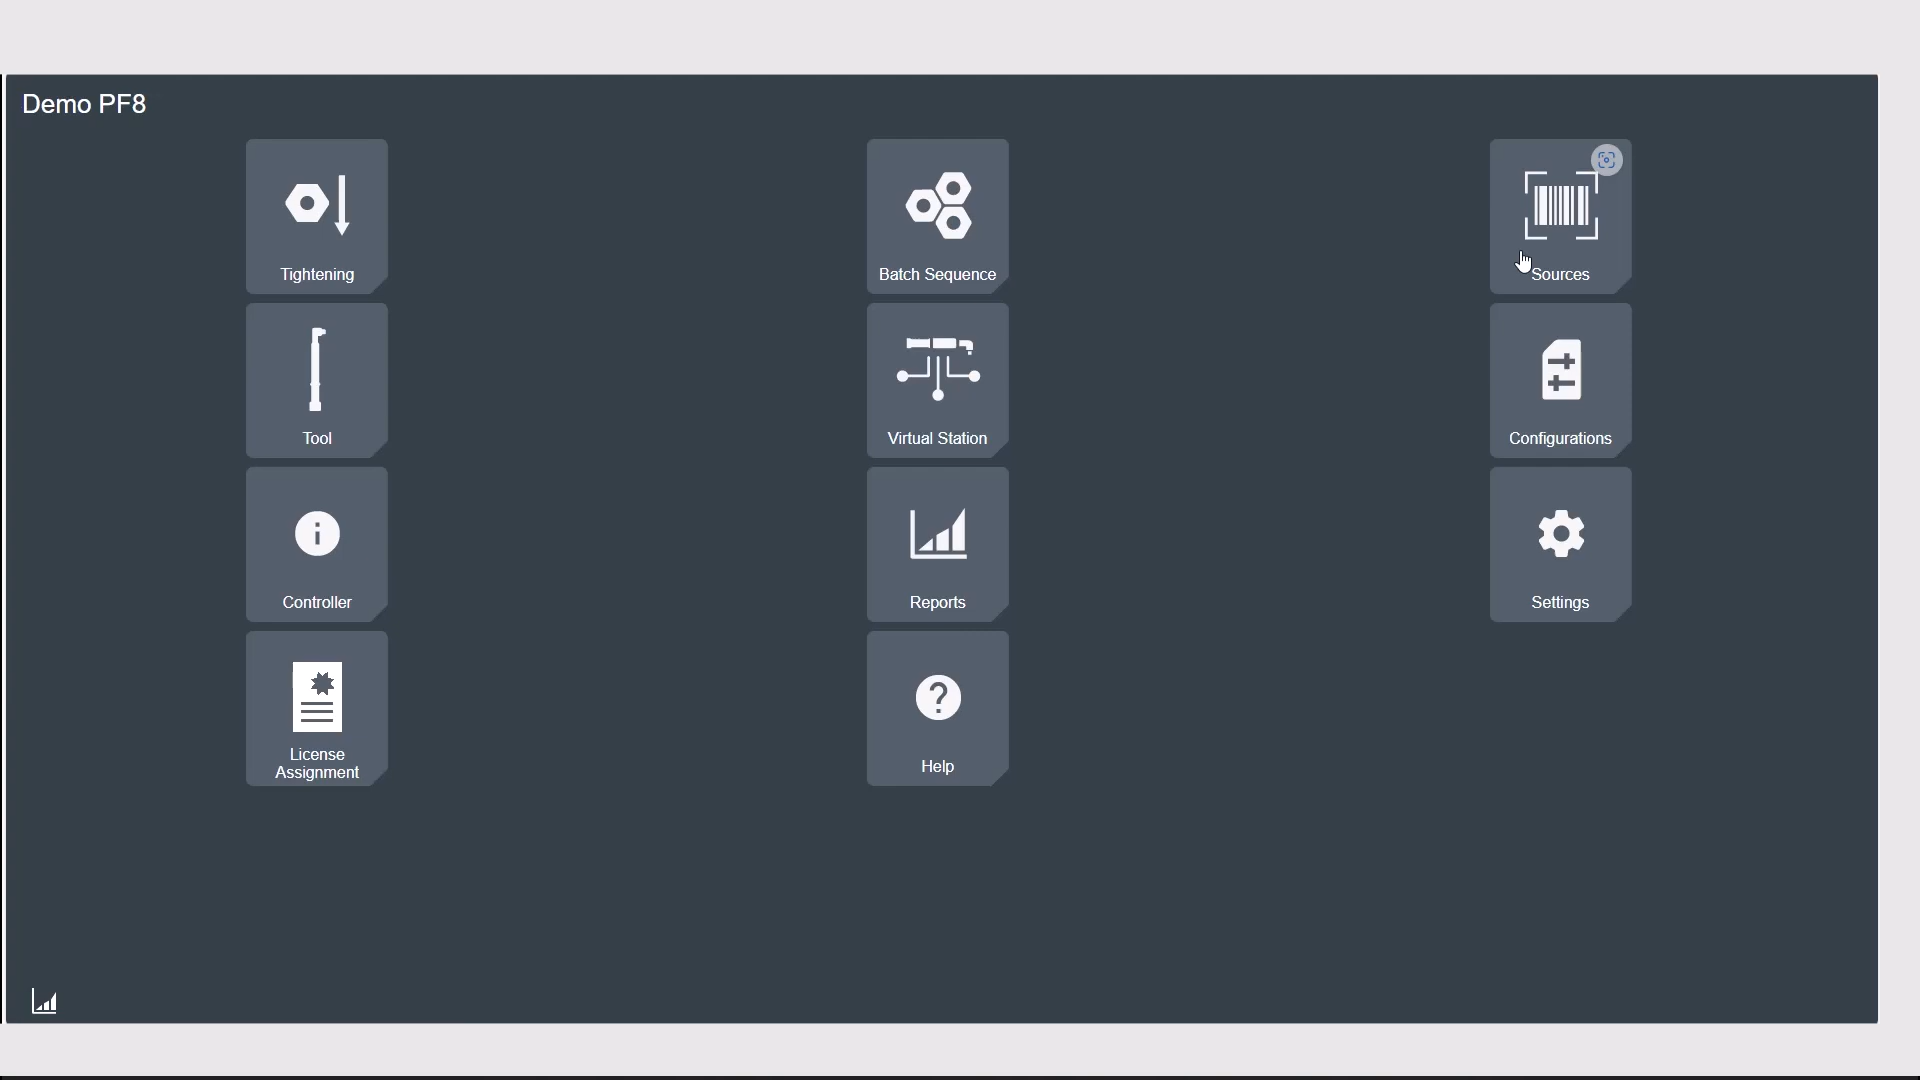 Demo PF8
Tightening
Batch Sequence
Sources
Tool
Virtual Station
Configurations
Controller
Reports
Settings
License
Assignment
Help